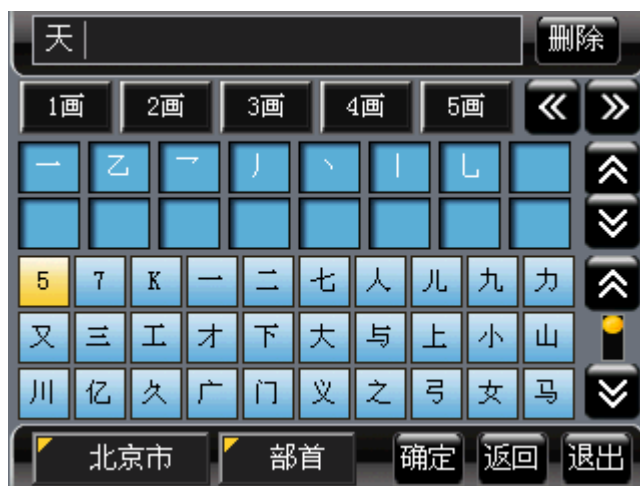 天 删除
1画 2画 3画 4画 5画
一 乙 乛 丿 丶 丨 乚
5 7 K 一 二 七 人 儿 九 力
又 三 工 才 下 大 与 上 小 山
川 亿 久 广 门 义 之 弓 女 马
北京市 部首 确定 返回 退出